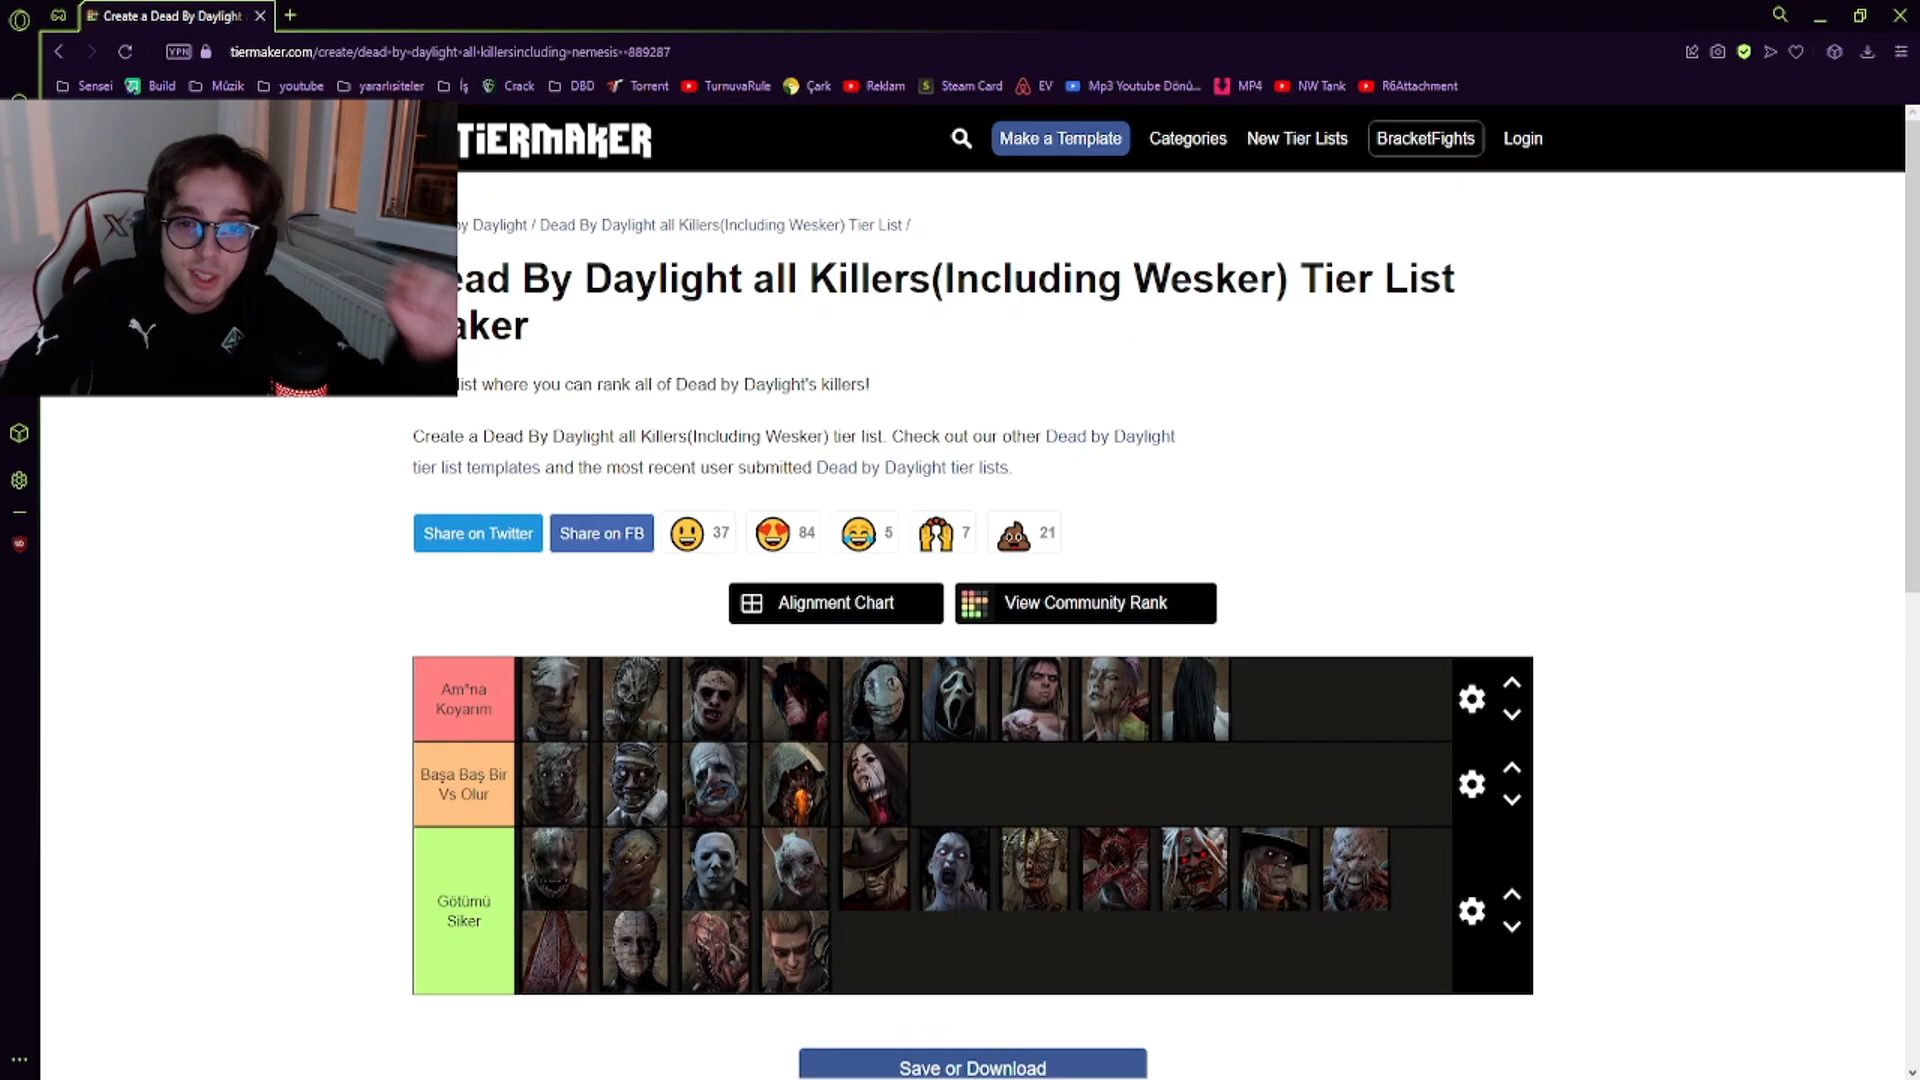 Create a Dead By Daylight
VPN tiermaker.com/create/dead-by-daylight-all-killersincluding-nemesis--889287
Sensei Build Müzik youtube yararlısiteler İş Crack DBD Torrent TurnuvaRule Çark Reklam Steam Card EV Mp3 Youtube Dönü... MP4 NW Tank R6Attachment
TiERMAKER Make a Template Categories New Tier Lists BracketFights Login
by Daylight / Dead By Daylight all Killers(Including Wesker) Tier List /
ead By Daylight all Killers(Including Wesker) Tier List
aker
list where you can rank all of Dead by Daylight's killers!
Create a Dead By Daylight all Killers(Including Wesker) tier list. Check out our other Dead by Daylight
tier list templates and the most recent user submitted Dead by Daylight tier lists.
Share on Twitter Share on FB 37 84 5 7 21
Alignment Chart View Community Rank
Am*na
Koyarım
Başa Baş Bir
Vs Olur
Götümü
Siker
Save or Download